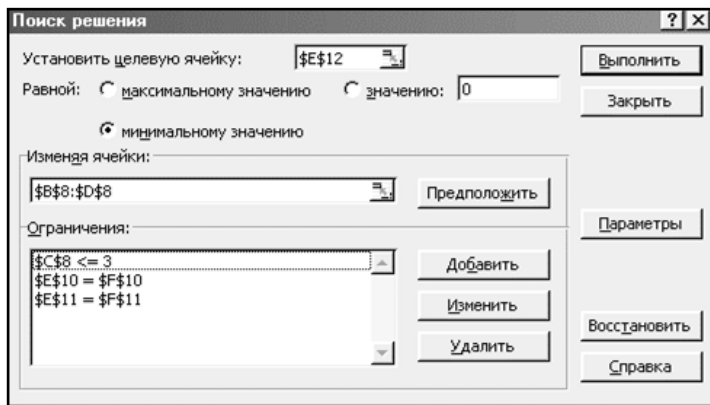 Поиск решения
Установить целевую ячейку: $E$12 Выполнить
Равной: максимальному значению значению: 0 Закрыть
минимальному значению
Изменяя ячейки:
$B$8:$D$8 Предположить
Ограничения: Параметры
$C$8 <= 3 Добавить
$E$10 = $F$10
$E$11 = $F$11 Изменить
Восстановить
Удалить
Справка